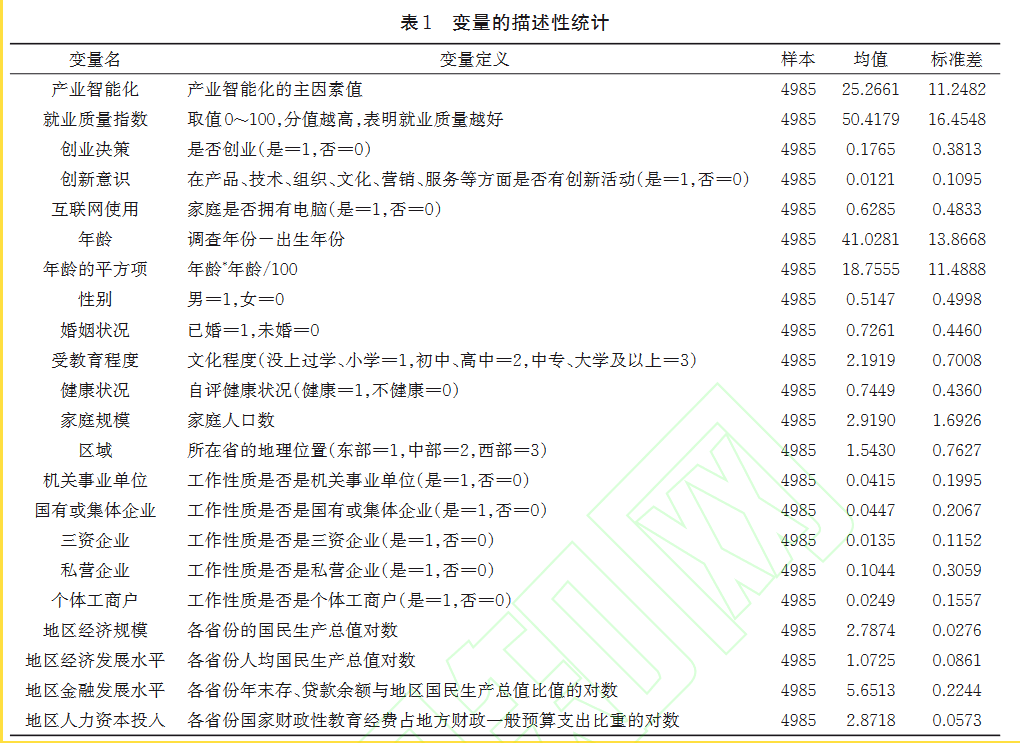 表1 变量的描述性统计
变量名 变量定义 样本 均值 标准差
产业智能化 产业智能化的主因素值 4985 25.2661 11.2482
就业质量指数 取值0～100,分值越高,表明就业质量越好 4985 50.4179 16.4548
创业决策 是否创业(是=1,否=0) 4985 0.1765 0.3813
创新意识 在产品、技术、组织、文化、营销、服务等方面是否有创新活动(是=1,否=0) 4985 0.0121 0.1095
互联网使用 家庭是否拥有电脑(是=1,否=0) 4985 0.6285 0.4833
年龄 调查年份－出生年份 4985 41.0281 13.8668
年龄的平方项 年龄*年龄/100 4985 18.7555 11.4888
性别 男=1,女=0 4985 0.5147 0.4998
婚姻状况 已婚=1,未婚=0 4985 0.7261 0.4460
受教育程度 文化程度(没上过学、小学=1,初中、高中=2,中专、大学及以上=3) 4985 2.1919 0.7008
健康状况 自评健康状况(健康=1,不健康=0) 4985 0.7449 0.4360
家庭规模 家庭人口数 4985 2.9190 1.6926
区域 所在省的地理位置(东部=1,中部=2,西部=3) 4985 1.5430 0.7627
机关事业单位 工作性质是否是机关事业单位(是=1,否=0) 4985 0.0415 0.1995
国有或集体企业 工作性质是否是国有或集体企业(是=1,否=0) 4985 0.0447 0.2067
三资企业 工作性质是否是三资企业(是=1,否=0) 4985 0.0135 0.1152
私营企业 工作性质是否是私营企业(是=1,否=0) 4985 0.1044 0.3059
个体工商户 工作性质是否是个体工商户(是=1,否=0) 4985 0.0249 0.1557
地区经济规模 各省份的国民生产总值对数 4985 2.7874 0.0276
地区经济发展水平 各省份人均国民生产总值对数 4985 1.0725 0.0861
地区金融发展水平 各省份年末存、贷款余额与地区国民生产总值比值的对数 4985 5.6513 0.2244
地区人力资本投入 各省份国家财政性教育经费占地方财政一般预算支出比重的对数 4985 2.8718 0.0573